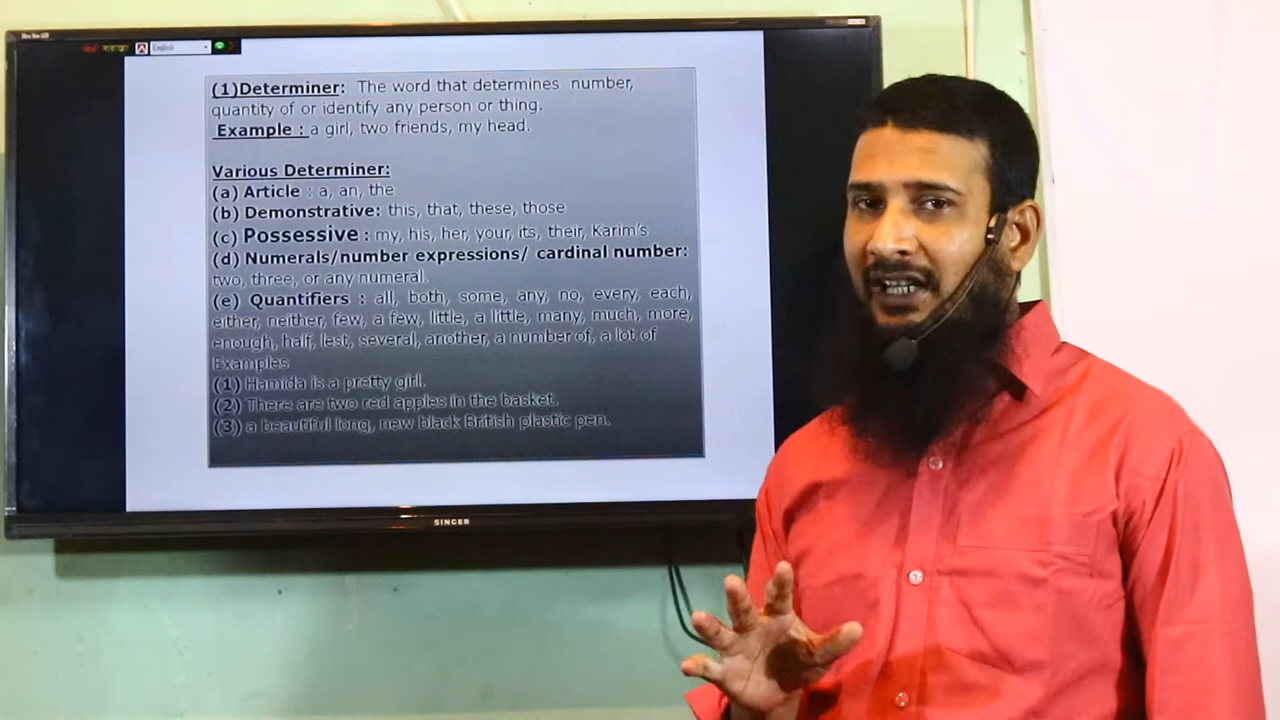 English
(1)Determiner: The word that determines number,
quantity of or identify any person or thing.
Example : a girl, two friends, my head.
Various Determiner:
(a) Article : a, an, the
(b) Demonstrative: this, that, these, those
(c) Possessive : my, his, her, your, its, their, Karim's
(d) Numerals/number expressions/ cardinal number:
two, three, or any numeral.
(e) Quantifiers : all, both, some, any, no, every, each,
either, neither, few, a few, little, a little, many, much, more,
enough, half, lest, several, another, a number of, a lot of
Examples
(1) Hamida is a pretty girl.
(2) There are two red apples in the basket.
(3) a beautiful long, new black British plastic pen.
SINGER